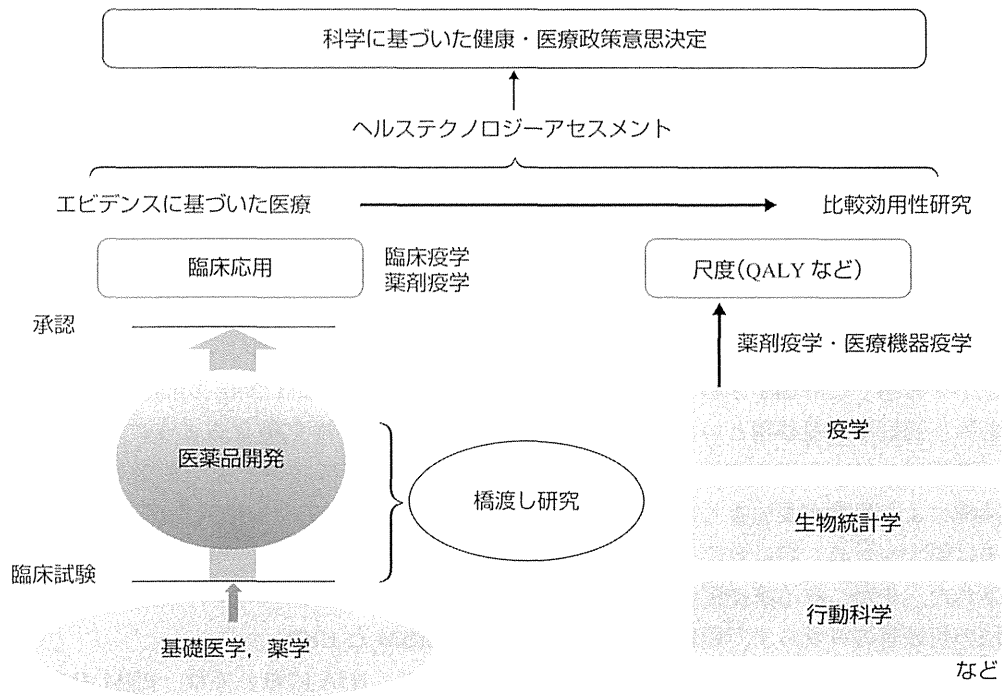 科学に基づいた健康・医療政策意思決定
ヘルステクノロジーアセスメント
エビデンスに基づいた医療
比較効用性研究
臨床応用
臨床疫学
薬剤疫学
尺度(QALY など)
承認
薬剤疫学・医療機器疫学
医薬品開発
橋渡し研究
疫学
生物統計学
臨床試験
行動科学
基礎医学,薬学
など